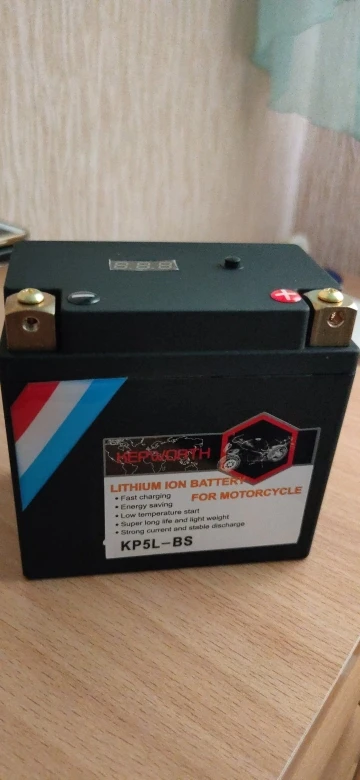 KEPWORTH
LITHIUM ION BATTERY
FOR MOTORCYCLE
• Fast charging
• Energy saving
• Low temperature start
• Super long life and light weight
• Strong current and stable discharge
KP5L-BS